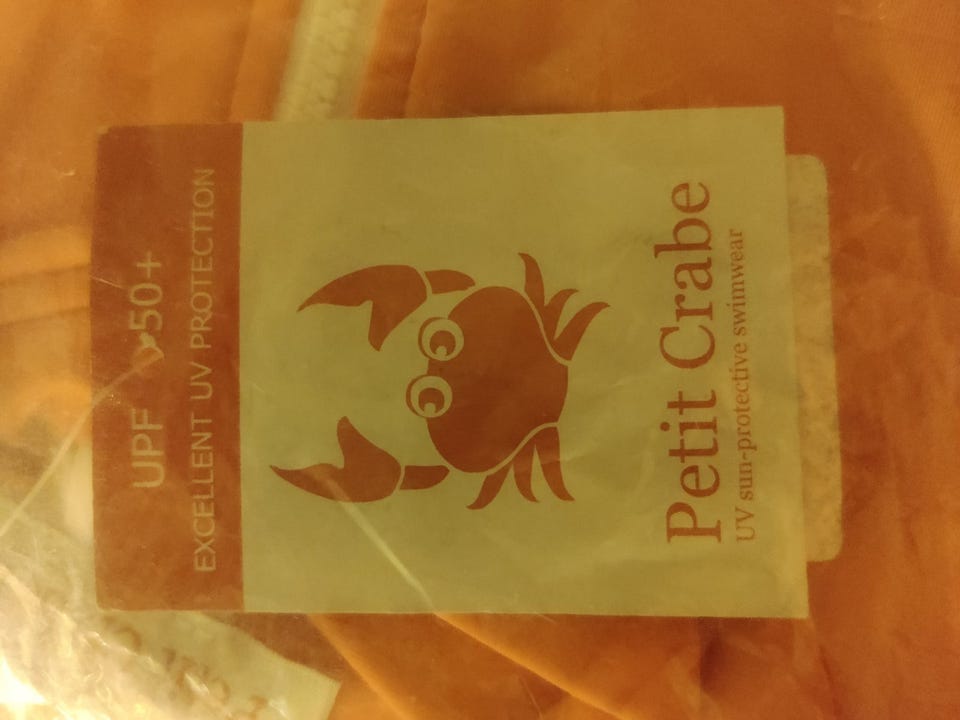 UPF 50+
EXCELLENT UV PROTECTION
Petit Crabe
UV sun-protective swimwear